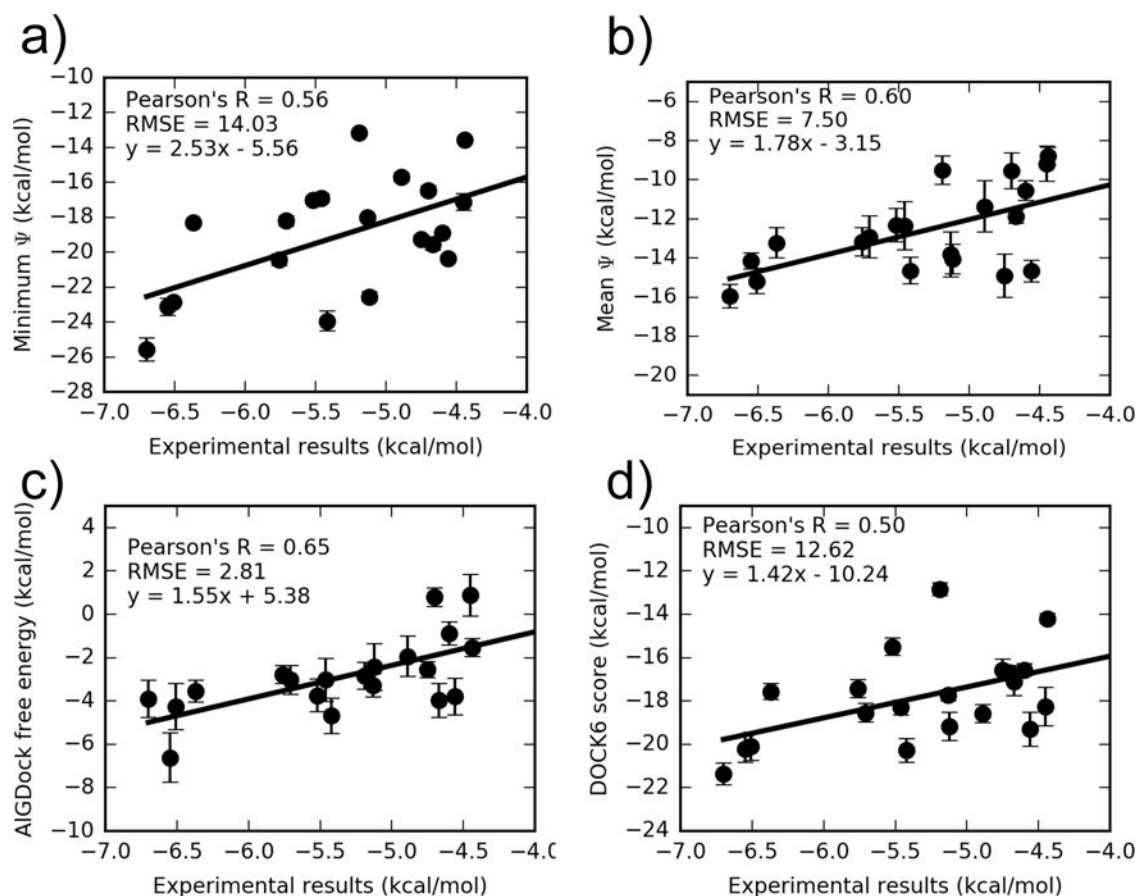 a)
Pearson's R = 0.56
RMSE = 14.03
y = 2.53x - 5.56
Minimum Ψ (kcal/mol)
−10
−12
−14
−16
−18
−20
−22
−24
−26
−28
−7.0 −6.5 −6.0 −5.5 −5.0 −4.5 −4.0
Experimental results (kcal/mol)
b)
Pearson's R = 0.60
RMSE = 7.50
y = 1.78x - 3.15
Mean Ψ (kcal/mol)
−6
−8
−10
−12
−14
−16
−18
−20
−7.0 −6.5 −6.0 −5.5 −5.0 −4.5 −4.0
Experimental results (kcal/mol)
c)
Pearson's R = 0.65
RMSE = 2.81
y = 1.55x + 5.38
AlGDock free energy (kcal/mol)
4
2
0
−2
−4
−6
−8
−10
−7.0 −6.5 −6.0 −5.5 −5.0 −4.5 −4.0
Experimental results (kcal/mol)
d)
Pearson's R = 0.50
RMSE = 12.62
y = 1.42x - 10.24
DOCK6 score (kcal/mol)
−10
−12
−14
−16
−18
−20
−22
−24
−7.0 −6.5 −6.0 −5.5 −5.0 −4.5 −4.0
Experimental results (kcal/mol)